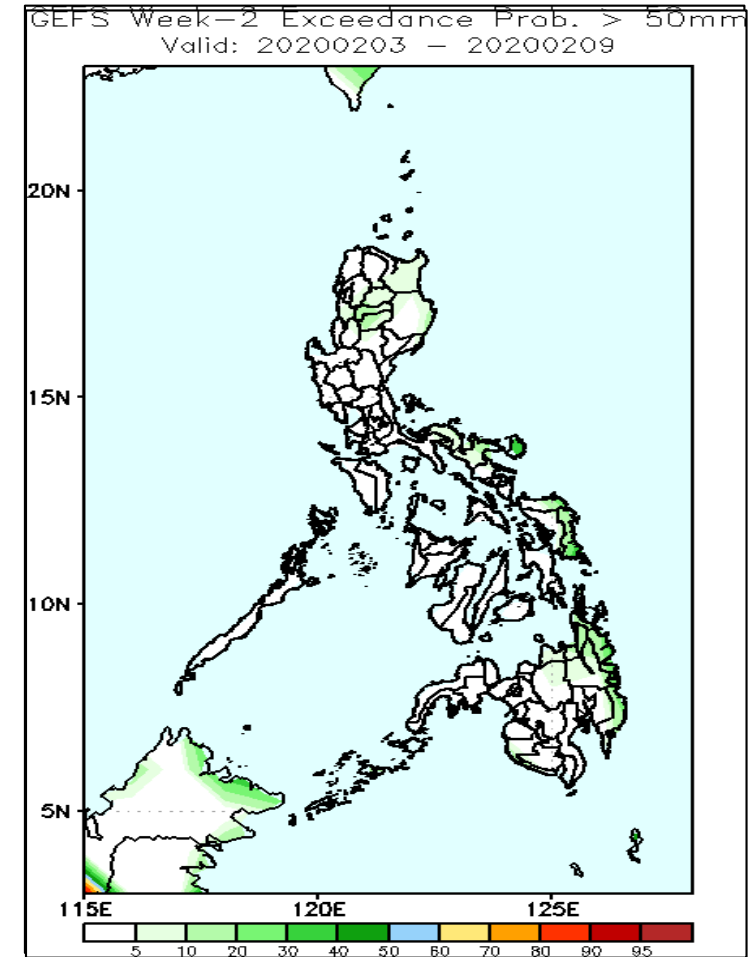 GEFS Week-2 Exceedance Prob. > 50mm
Valid: 20200203 - 20200209
20N
15N
10N
5N
115E 120E 125E
5 10 20 30 40 50 60 70 80 90 95